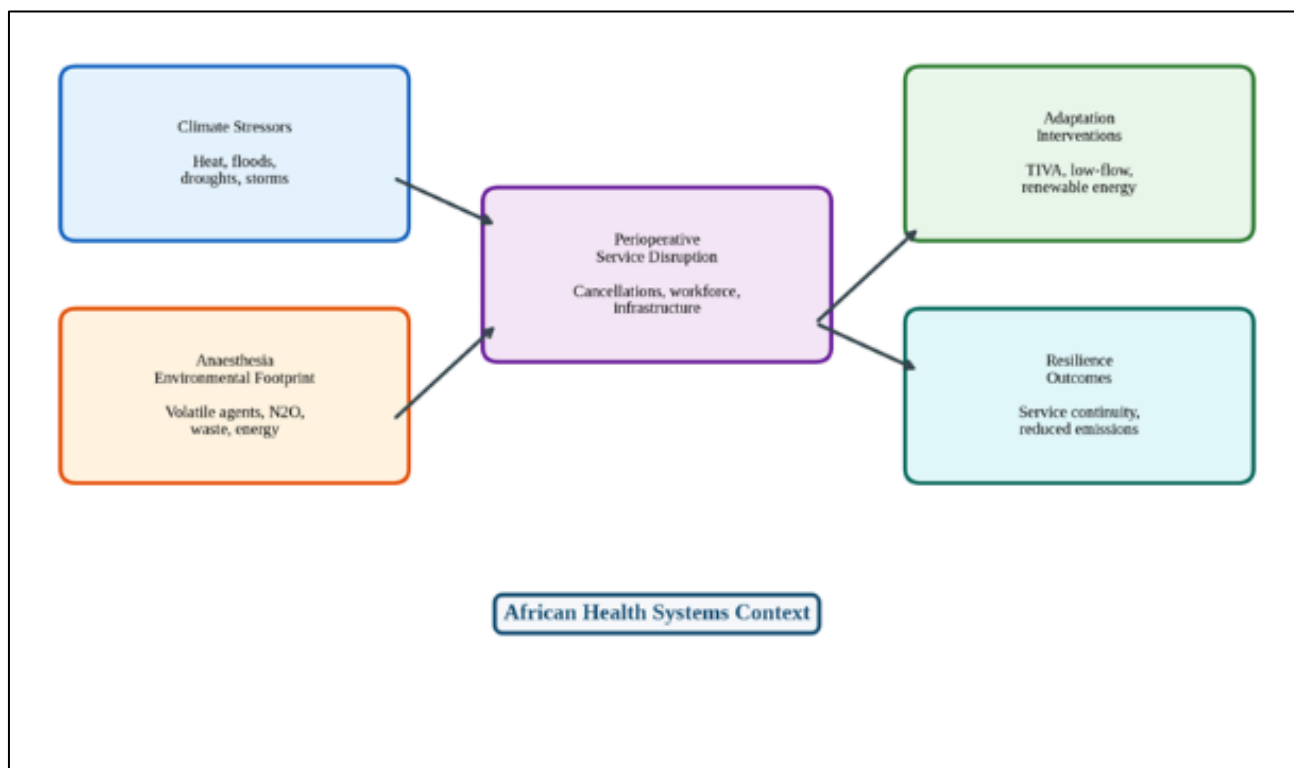 Climate Stressors
Heat, floods,
droughts, storms
Anaesthesia
Environmental Footprint
Volatile agents, N2O,
waste, energy
Perioperative
Service Disruption
Cancellations, workforce,
infrastructure
Adaptation
Interventions
TIVA, low-flow,
renewable energy
Resilience
Outcomes
Service continuity,
reduced emissions
African Health Systems Context